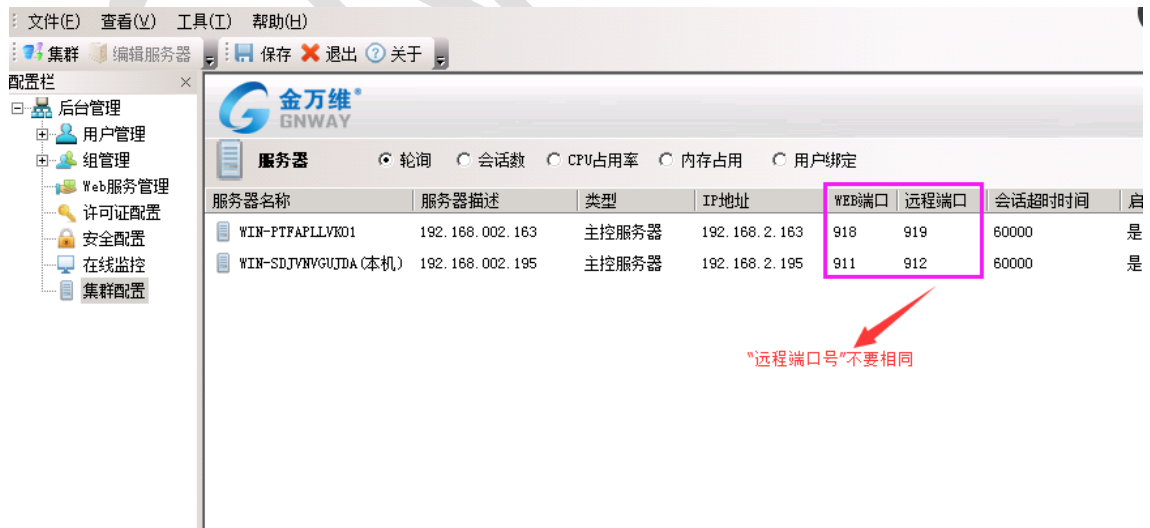 文件(F) 查看(V) 工具(T) 帮助(H)
集群 编辑服务器 保存 退出 关于
配置栏
后台管理
用户管理
组管理
Web服务管理
许可证配置
安全配置
在线监控
集群配置
金万维®
GNWAY
服务器 轮询 会话数 CPU占用率 内存占用 用户绑定
服务器名称 服务器描述 类型 IP地址 WEB端口 远程端口 会话超时时间 启
WIN-PTFAPLLVKO1 192.168.002.163 主控服务器 192.168.2.163 918 919 60000 是
WIN-SDJVNVGUJDA(本机) 192.168.002.195 主控服务器 192.168.2.195 911 912 60000 是
“远程端口号”不要相同